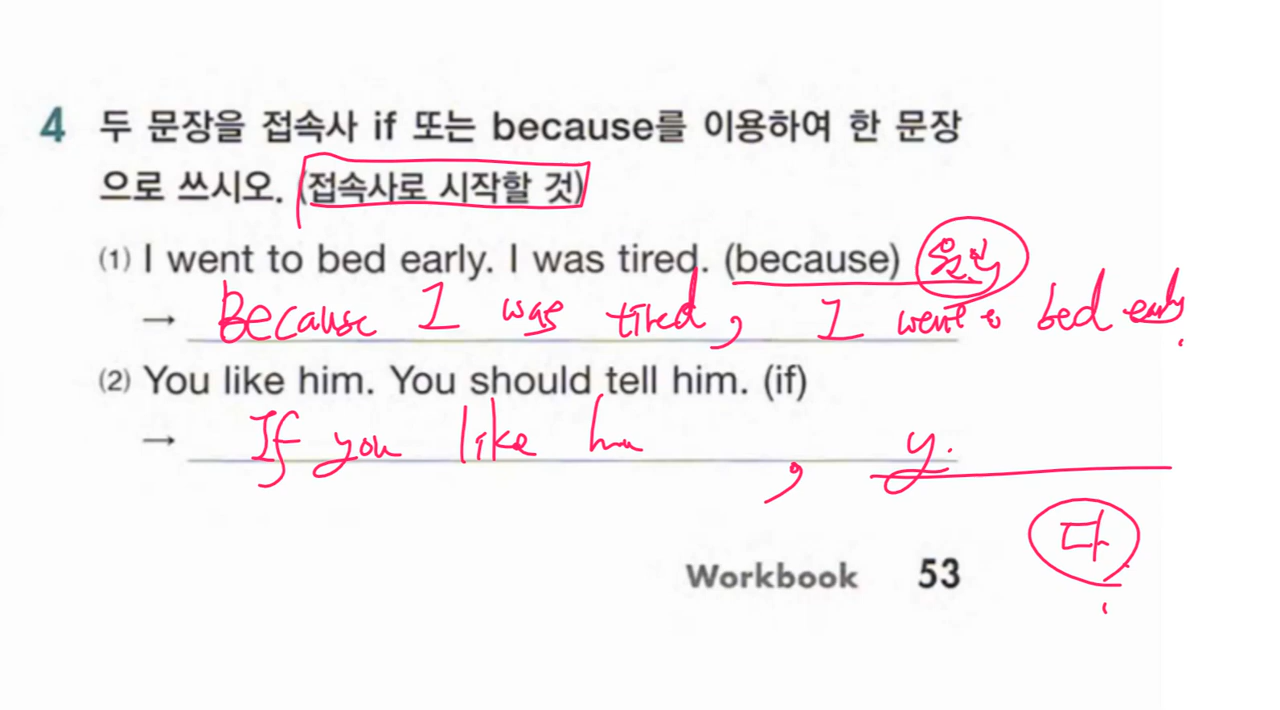 4 두 문장을 접속사 if 또는 because를 이용하여 한 문장
으로 쓰시오. (접속사로 시작할 것)
(1) I went to bed early. I was tired. (because) 원인
→ Because I was tired, I went to bed early.
(2) You like him. You should tell him. (if)
→ If you like him, y.
다
Workbook 53